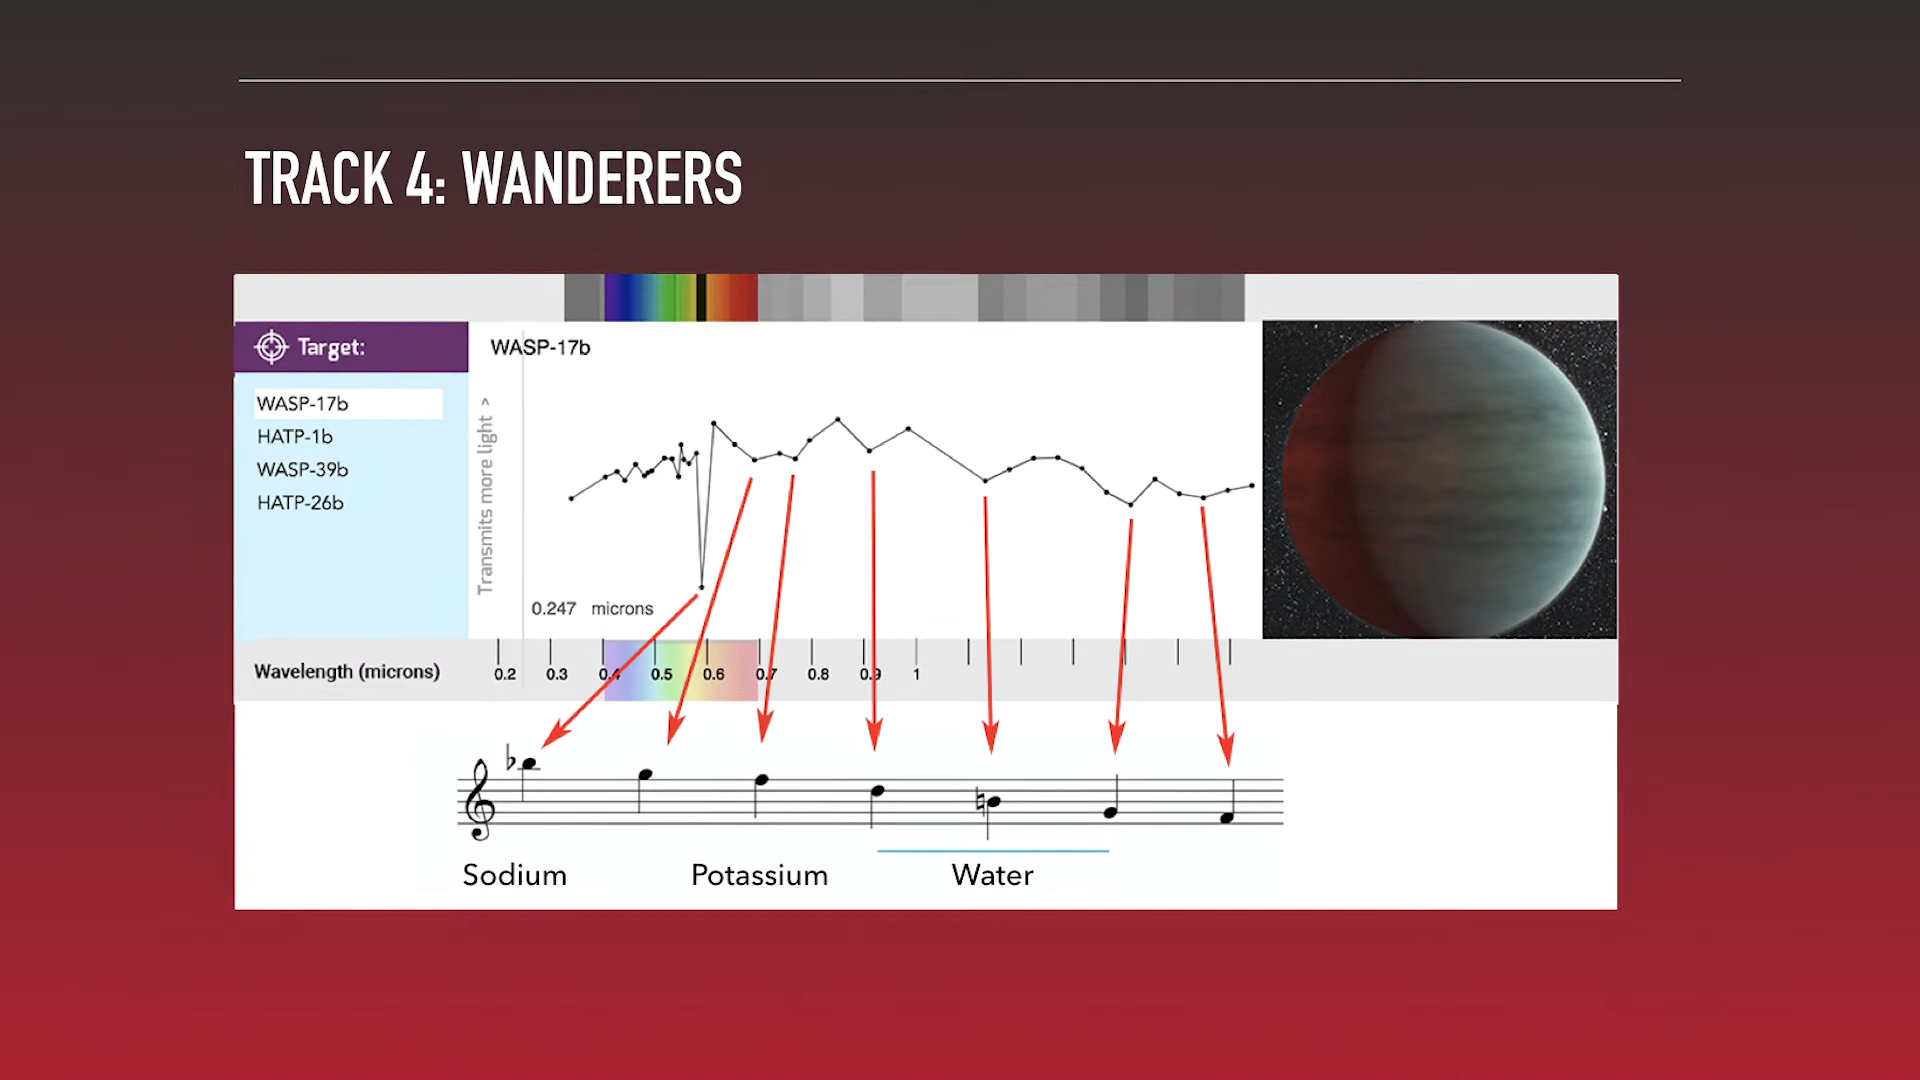 TRACK 4: WANDERERS
Target:
WASP-17b
HATP-1b
WASP-39b
HATP-26b
WASP-17b
Transmits more light >
0.247 microns
Wavelength (microns)
0.2 0.3 0.4 0.5 0.6 0.7 0.8 0.9 1
Sodium Potassium Water